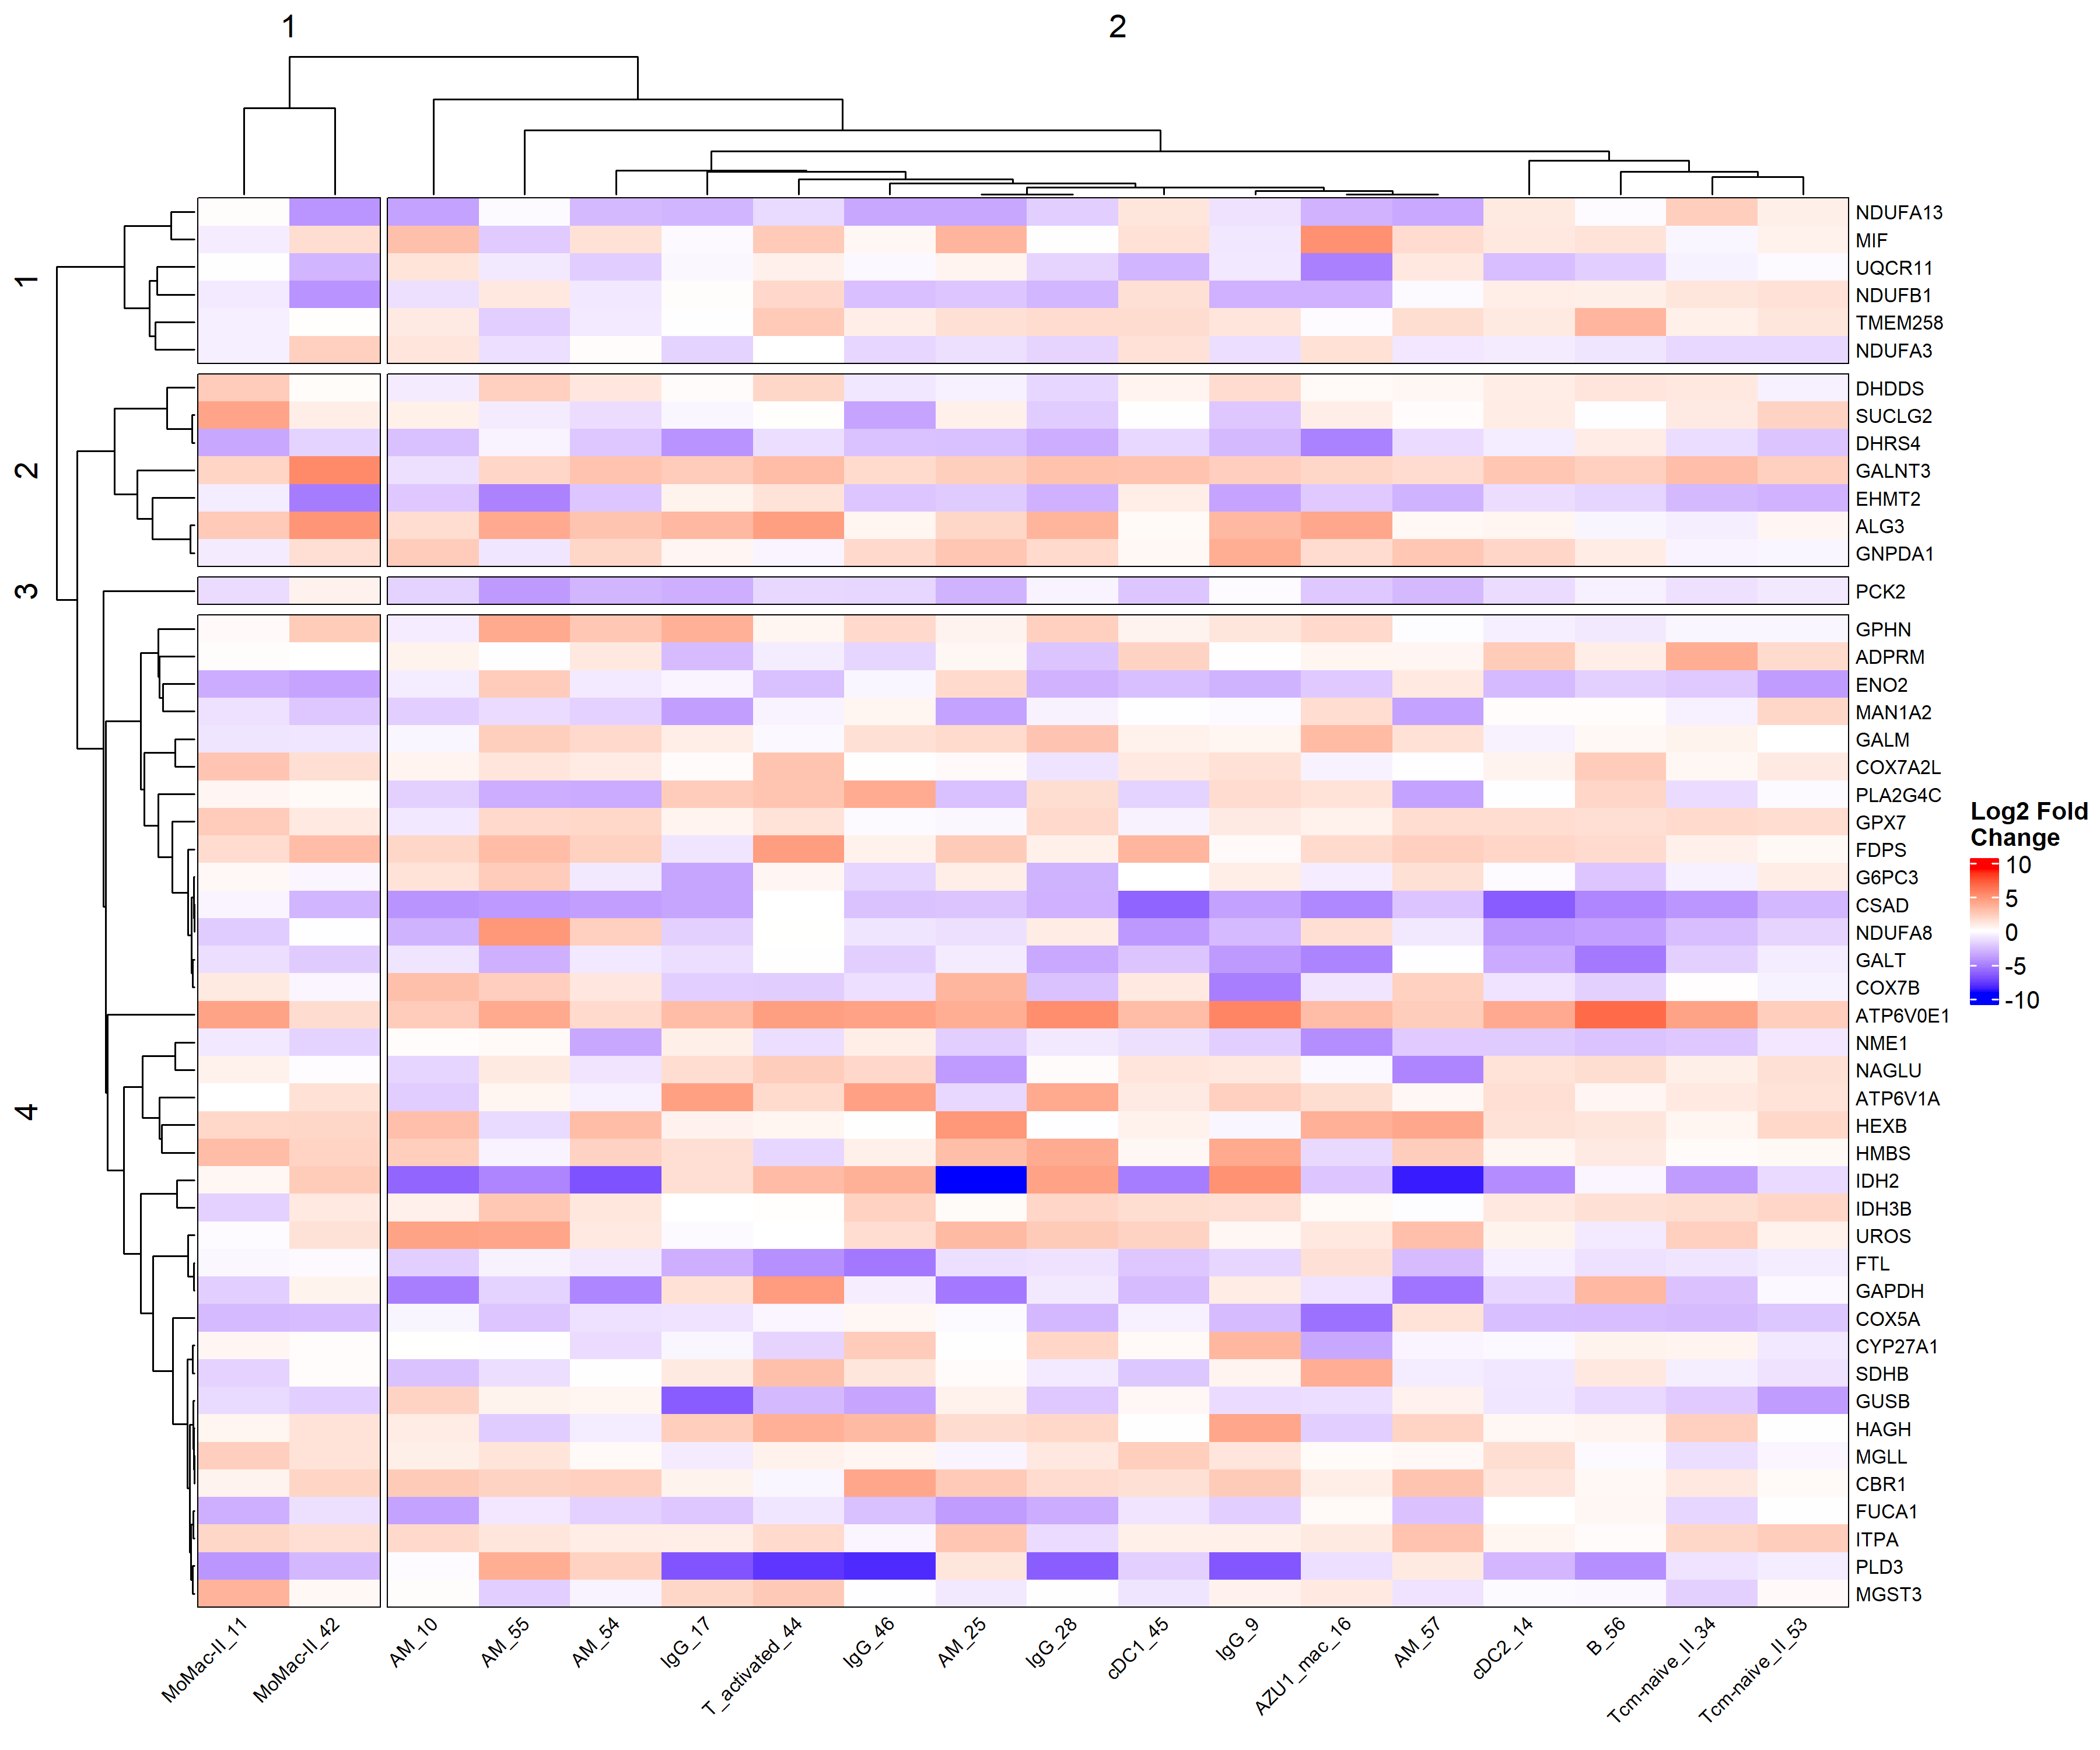 1
2
1
NDUFA13
MIF
UQCR11
NDUFB1
TMEM258
NDUFA3
2
DHDDS
SUCLG2
DHRS4
GALNT3
EHMT2
ALG3
GNPDA1
3
PCK2
4
GPHN
ADPRM
ENO2
MAN1A2
GALM
COX7A2L
PLA2G4C
GPX7
FDPS
G6PC3
CSAD
NDUFA8
GALT
COX7B
ATP6V0E1
NME1
NAGLU
ATP6V1A
HEXB
HMBS
IDH2
IDH3B
UROS
FTL
GAPDH
COX5A
CYP27A1
SDHB
GUSB
HAGH
MGLL
CBR1
FUCA1
ITPA
PLD3
MGST3
MoMac-II_11
MoMac-II_42
AM_10
AM_55
AM_54
IgG_17
T_activated_44
IgG_46
AM_25
IgG_28
cDC1_45
IgG_9
AZU1_mac_16
AM_57
cDC2_14
B_56
Tcm-naive_II_34
Tcm-naive_II_53
Log2 Fold
Change
10
5
0
-5
-10